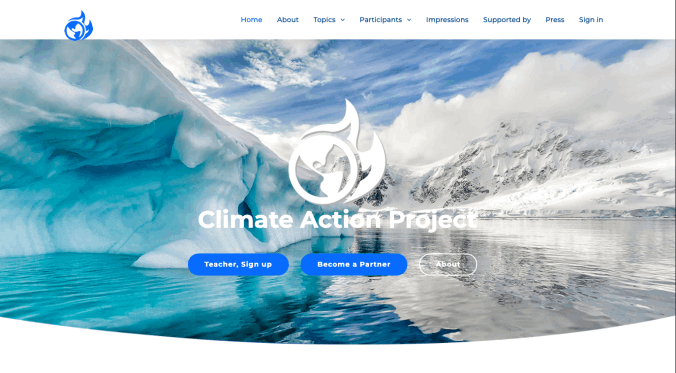 Home About Topics Participants Impressions Supported by Press Sign in
Climate Action Project
Teacher, Sign up Become a Partner About